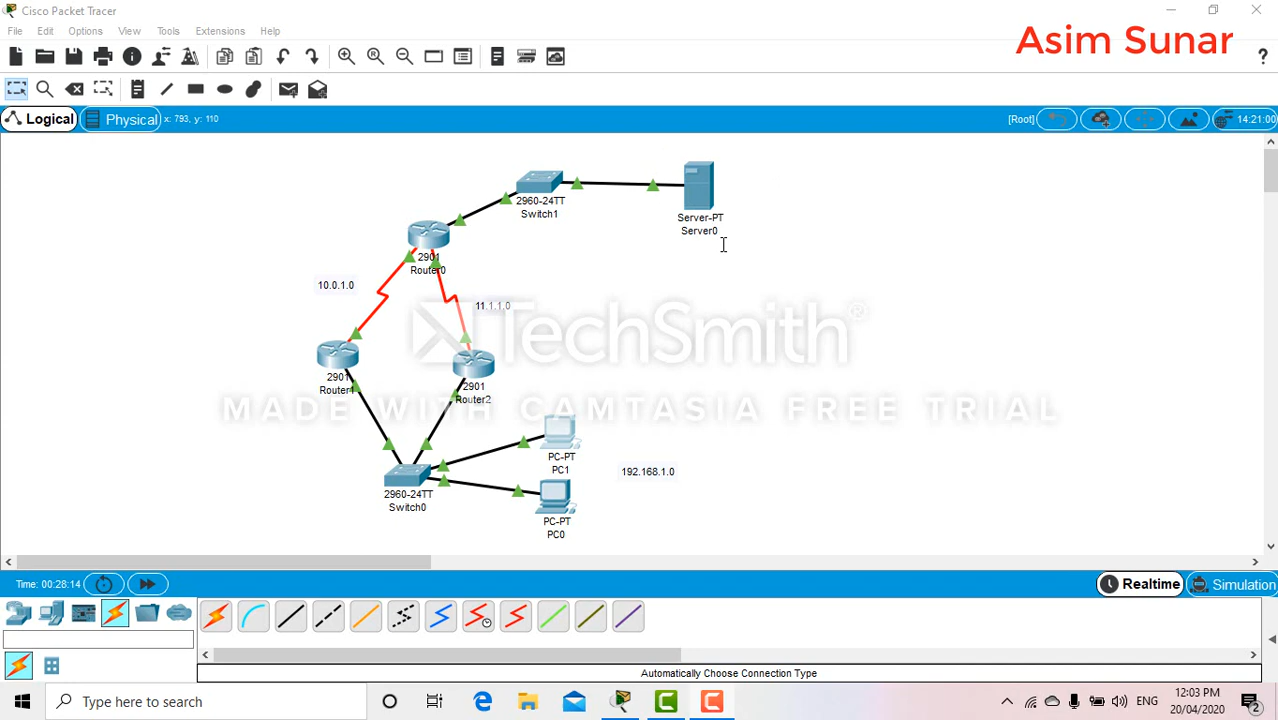 Cisco Packet Tracer
Asim Sunar
File Edit Options View Tools Extensions Help
?
Logical Physical x: 793, y: 110 [Root] 14:21:00
2960-24TT
Switch1
Server-PT
Server0
2901
Router0
10.0.1.0
11.1.1.0
TechSmith®
2901
Router1
2901
Router2
MADE WITH CAMTASIA FREE TRIAL
PC-PT
PC1
192.168.1.0
2960-24TT
Switch0
PC-PT
PC0
Time: 00:28:14 Realtime Simulation
Automatically Choose Connection Type
Type here to search
12:03 PM
20/04/2020
2